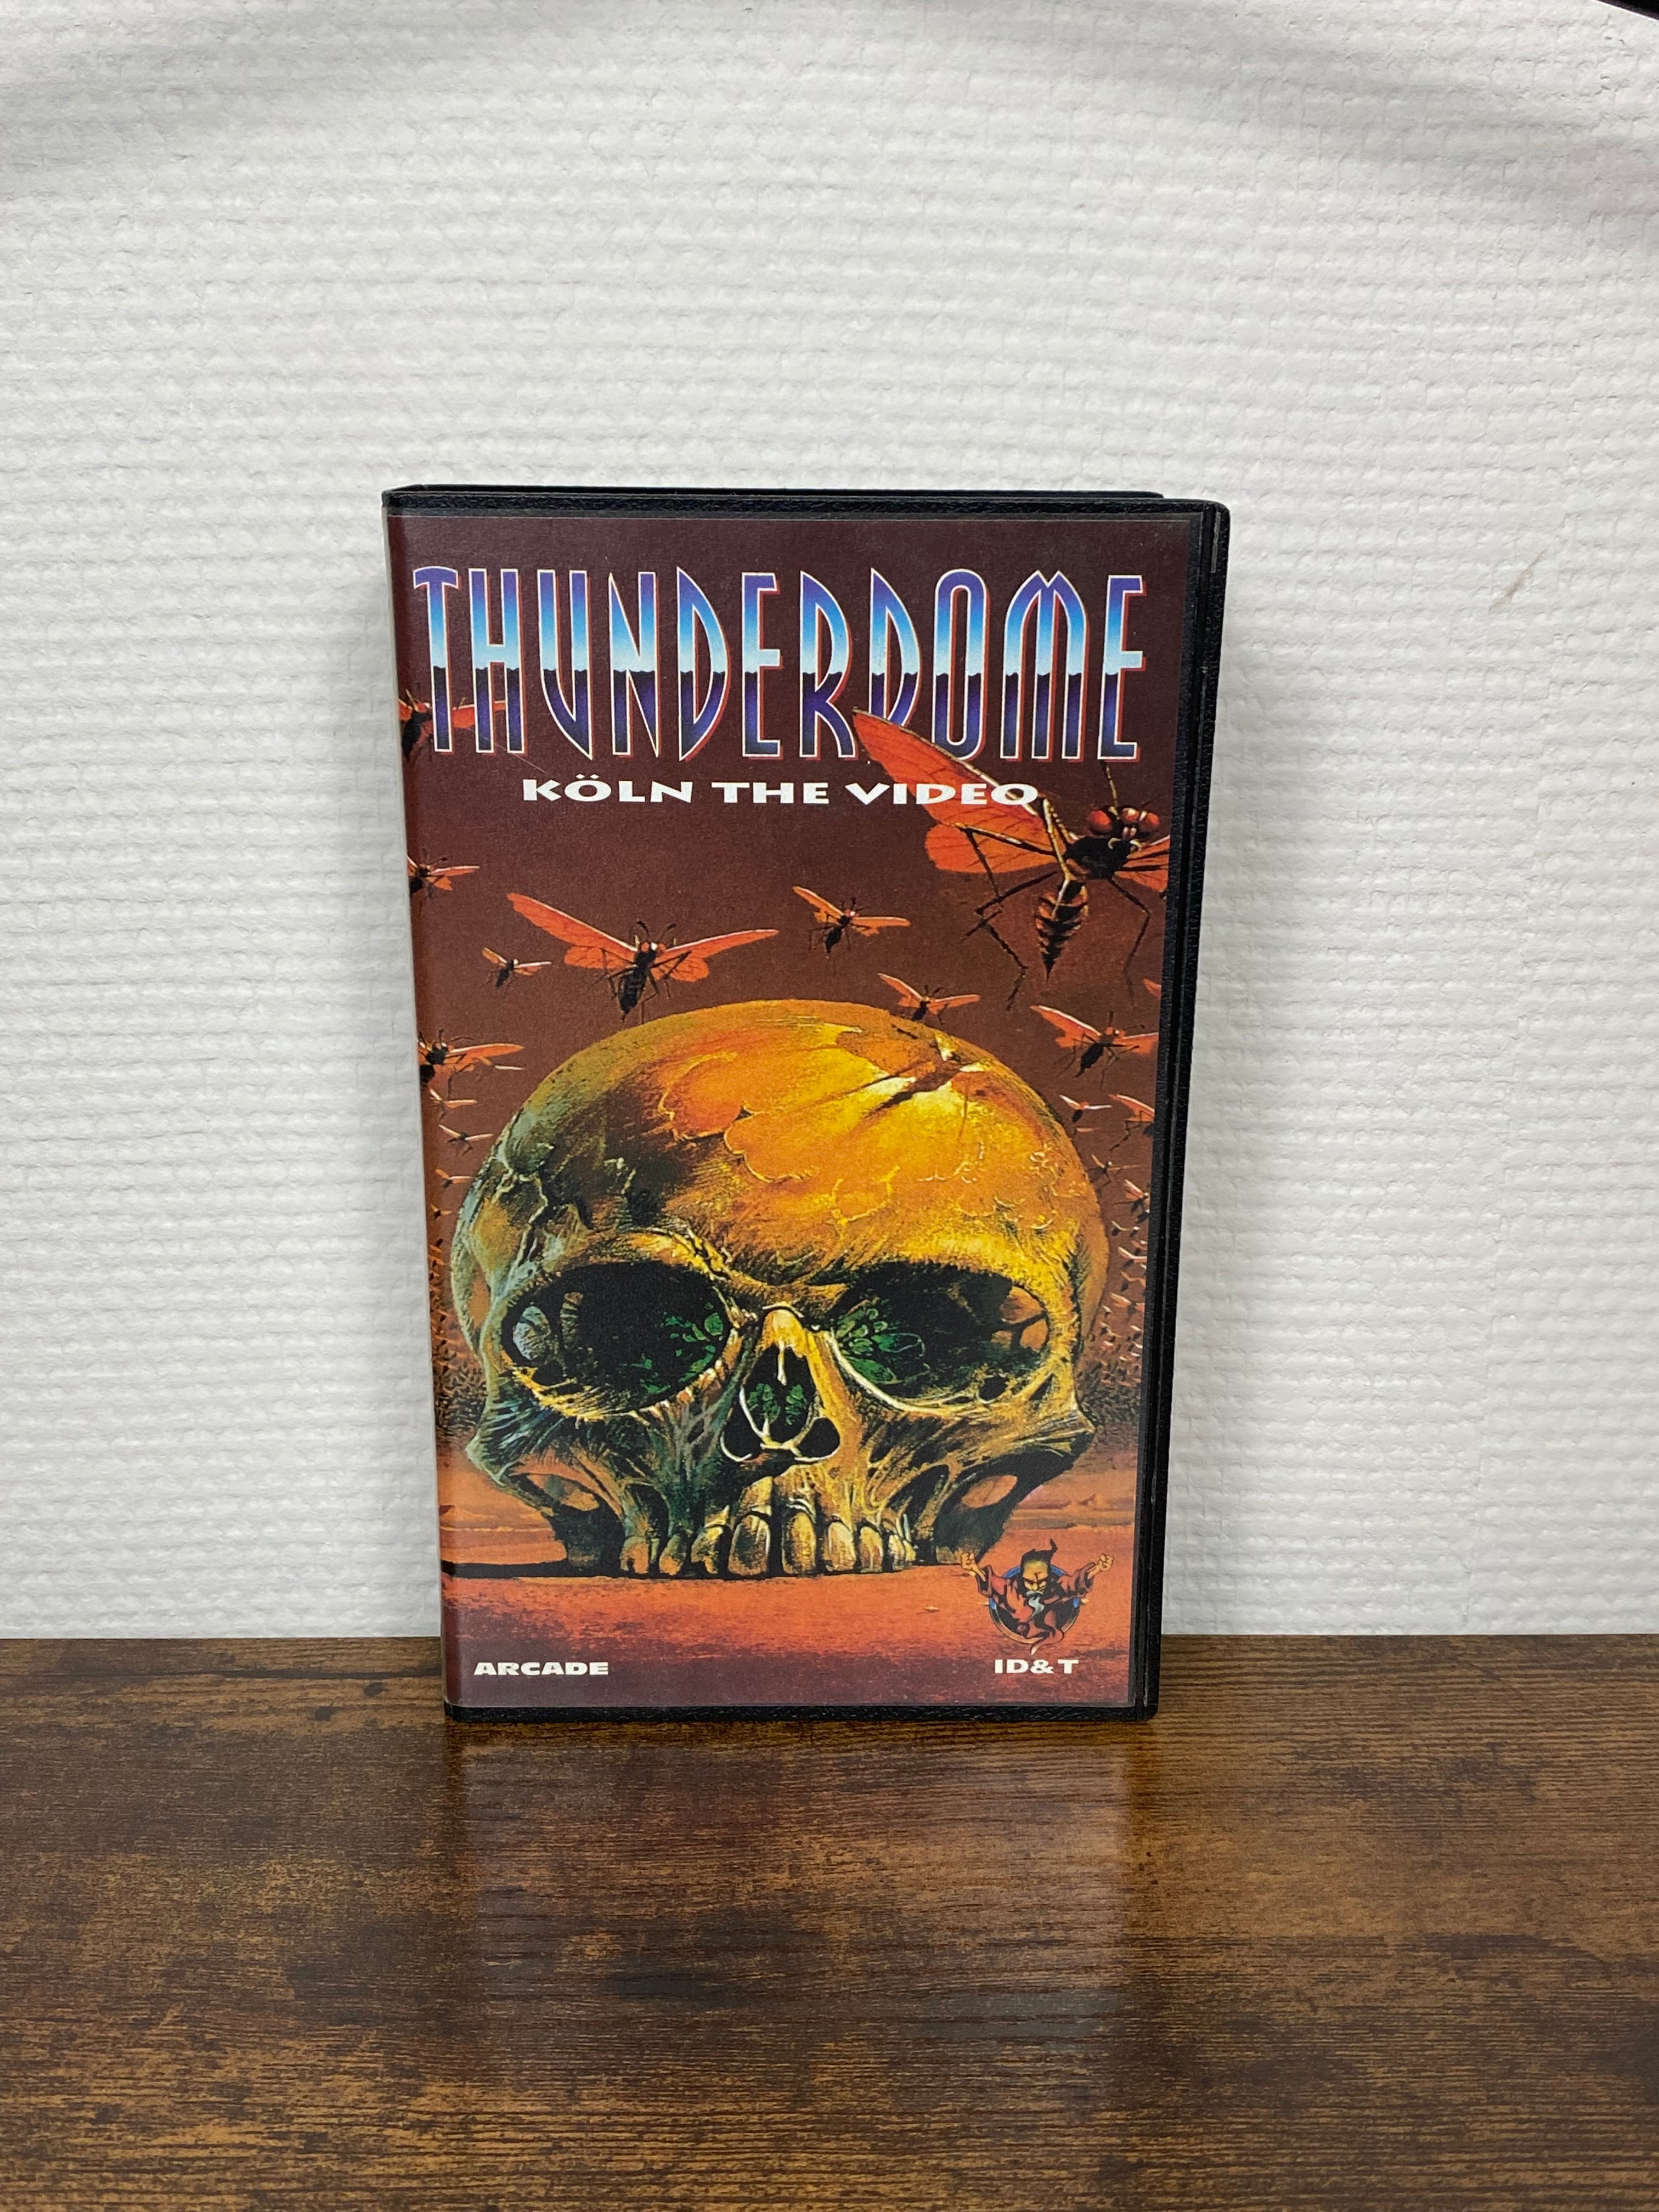 THUNDERDOME
KÖLN THE VIDEO
ARCADE
ID&T